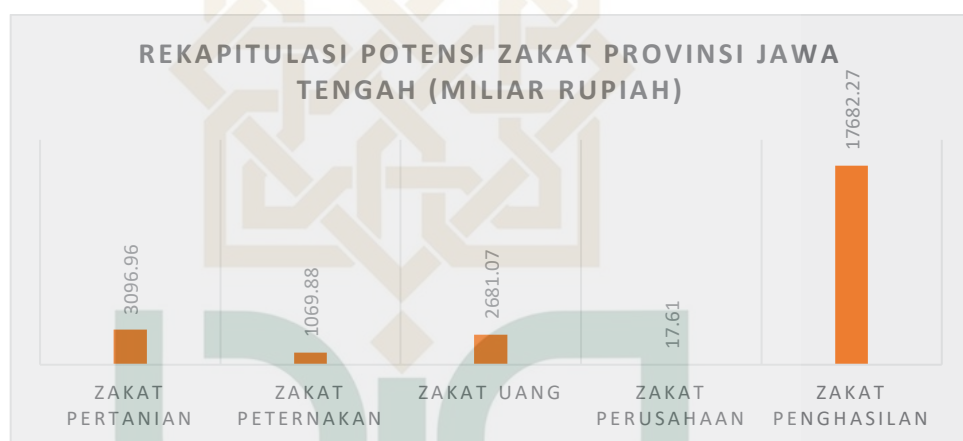 REKAPITULASI POTENSI ZAKAT PROVINSI JAWA
TENGAH (MILIAR RUPIAH)
3096.96
1069.88
2681.07
17.61
17682.27
ZAKAT
PERTANIAN
ZAKAT
PETERNAKAN
ZAKAT UANG
ZAKAT
PERUSAHAAN
ZAKAT
PENGHASILAN